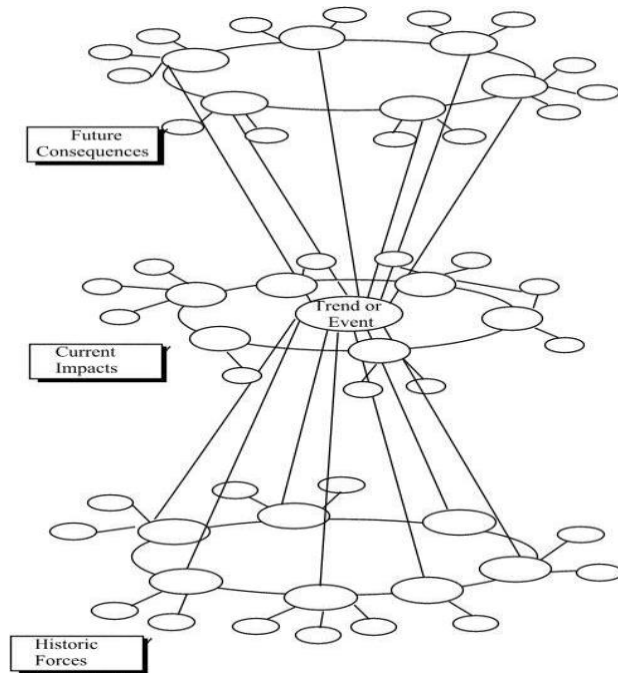 Future
Consequences
Trend or
Event
Current
Impacts
Historic
Forces